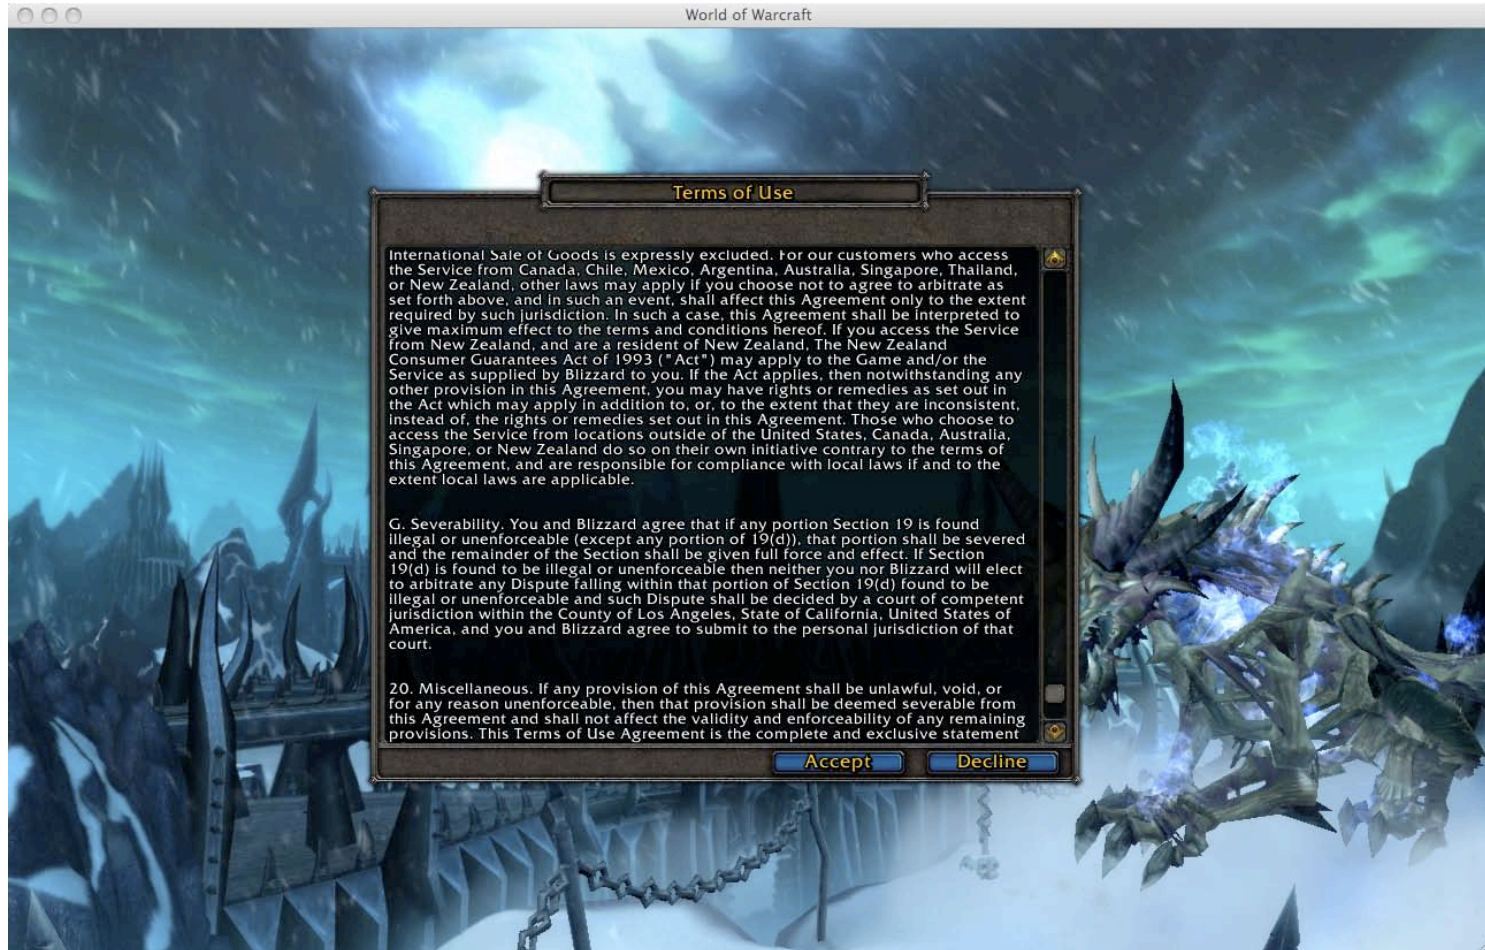 World of Warcraft
Terms of Use
International Sale of Goods is expressly excluded. For our customers who access
the Service from Canada, Chile, Mexico, Argentina, Australia, Singapore, Thailand,
or New Zealand, other laws may apply if you choose not to agree to arbitrate as
set forth above, and in such an event, shall affect this Agreement only to the extent
required by such jurisdiction. In such a case, this Agreement shall be interpreted to
give maximum effect to the terms and conditions hereof. If you access the Service
from New Zealand, and are a resident of New Zealand, The New Zealand
Consumer Guarantees Act of 1993 ("Act") may apply to the Game and/or the
Service as supplied by Blizzard to you. If the Act applies, then notwithstanding any
other provision in this Agreement, you may have rights or remedies as set out in
the Act which may apply in addition to, or, to the extent that they are inconsistent,
instead of, the rights or remedies set out in this Agreement. Those who choose to
access the Service from locations outside of the United States, Canada, Australia,
Singapore, or New Zealand do so on their own initiative contrary to the terms of
this Agreement, and are responsible for compliance with local laws if and to the
extent local laws are applicable.
G. Severability. You and Blizzard agree that if any portion Section 19 is found
illegal or unenforceable (except any portion of 19(d)), that portion shall be severed
and the remainder of the Section shall be given full force and effect. If Section
19(d) is found to be illegal or unenforceable then neither you nor Blizzard will elect
to arbitrate any Dispute falling within that portion of Section 19(d) found to be
illegal or unenforceable and such Dispute shall be decided by a court of competent
jurisdiction within the County of Los Angeles, State of California, United States of
America, and you and Blizzard agree to submit to the personal jurisdiction of that
court.
20. Miscellaneous. If any provision of this Agreement shall be unlawful, void, or
for any reason unenforceable, then that provision shall be deemed severable from
this Agreement and shall not affect the validity and enforceability of any remaining
provisions. This Terms of Use Agreement is the complete and exclusive statement
Accept
Decline